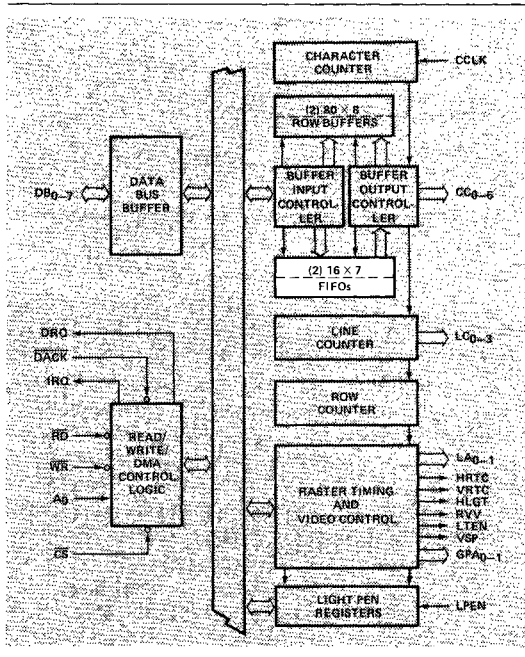 CHARACTER
COUNTER
CCLK
(2) 80 × 8
ROW BUFFERS
DB0–7
DATA
BUS
BUFFER
BUFFER
INPUT
CONTROL-
LER
BUFFER
OUTPUT
CONTROL-
LER
CC0–6
(2) 16 × 7
FIFOs
LINE
COUNTER
LC0–3
ROW
COUNTER
DRQ
DACK
IRQ
RD
WR
A0
CS
READ/
WRITE/
DMA
CONTROL
LOGIC
RASTER TIMING
AND
VIDEO CONTROL
LA0–1
HRTC
VRTC
HLGT
RVV
LTEN
VSP
GPA0–1
LIGHT PEN
REGISTERS
LPEN